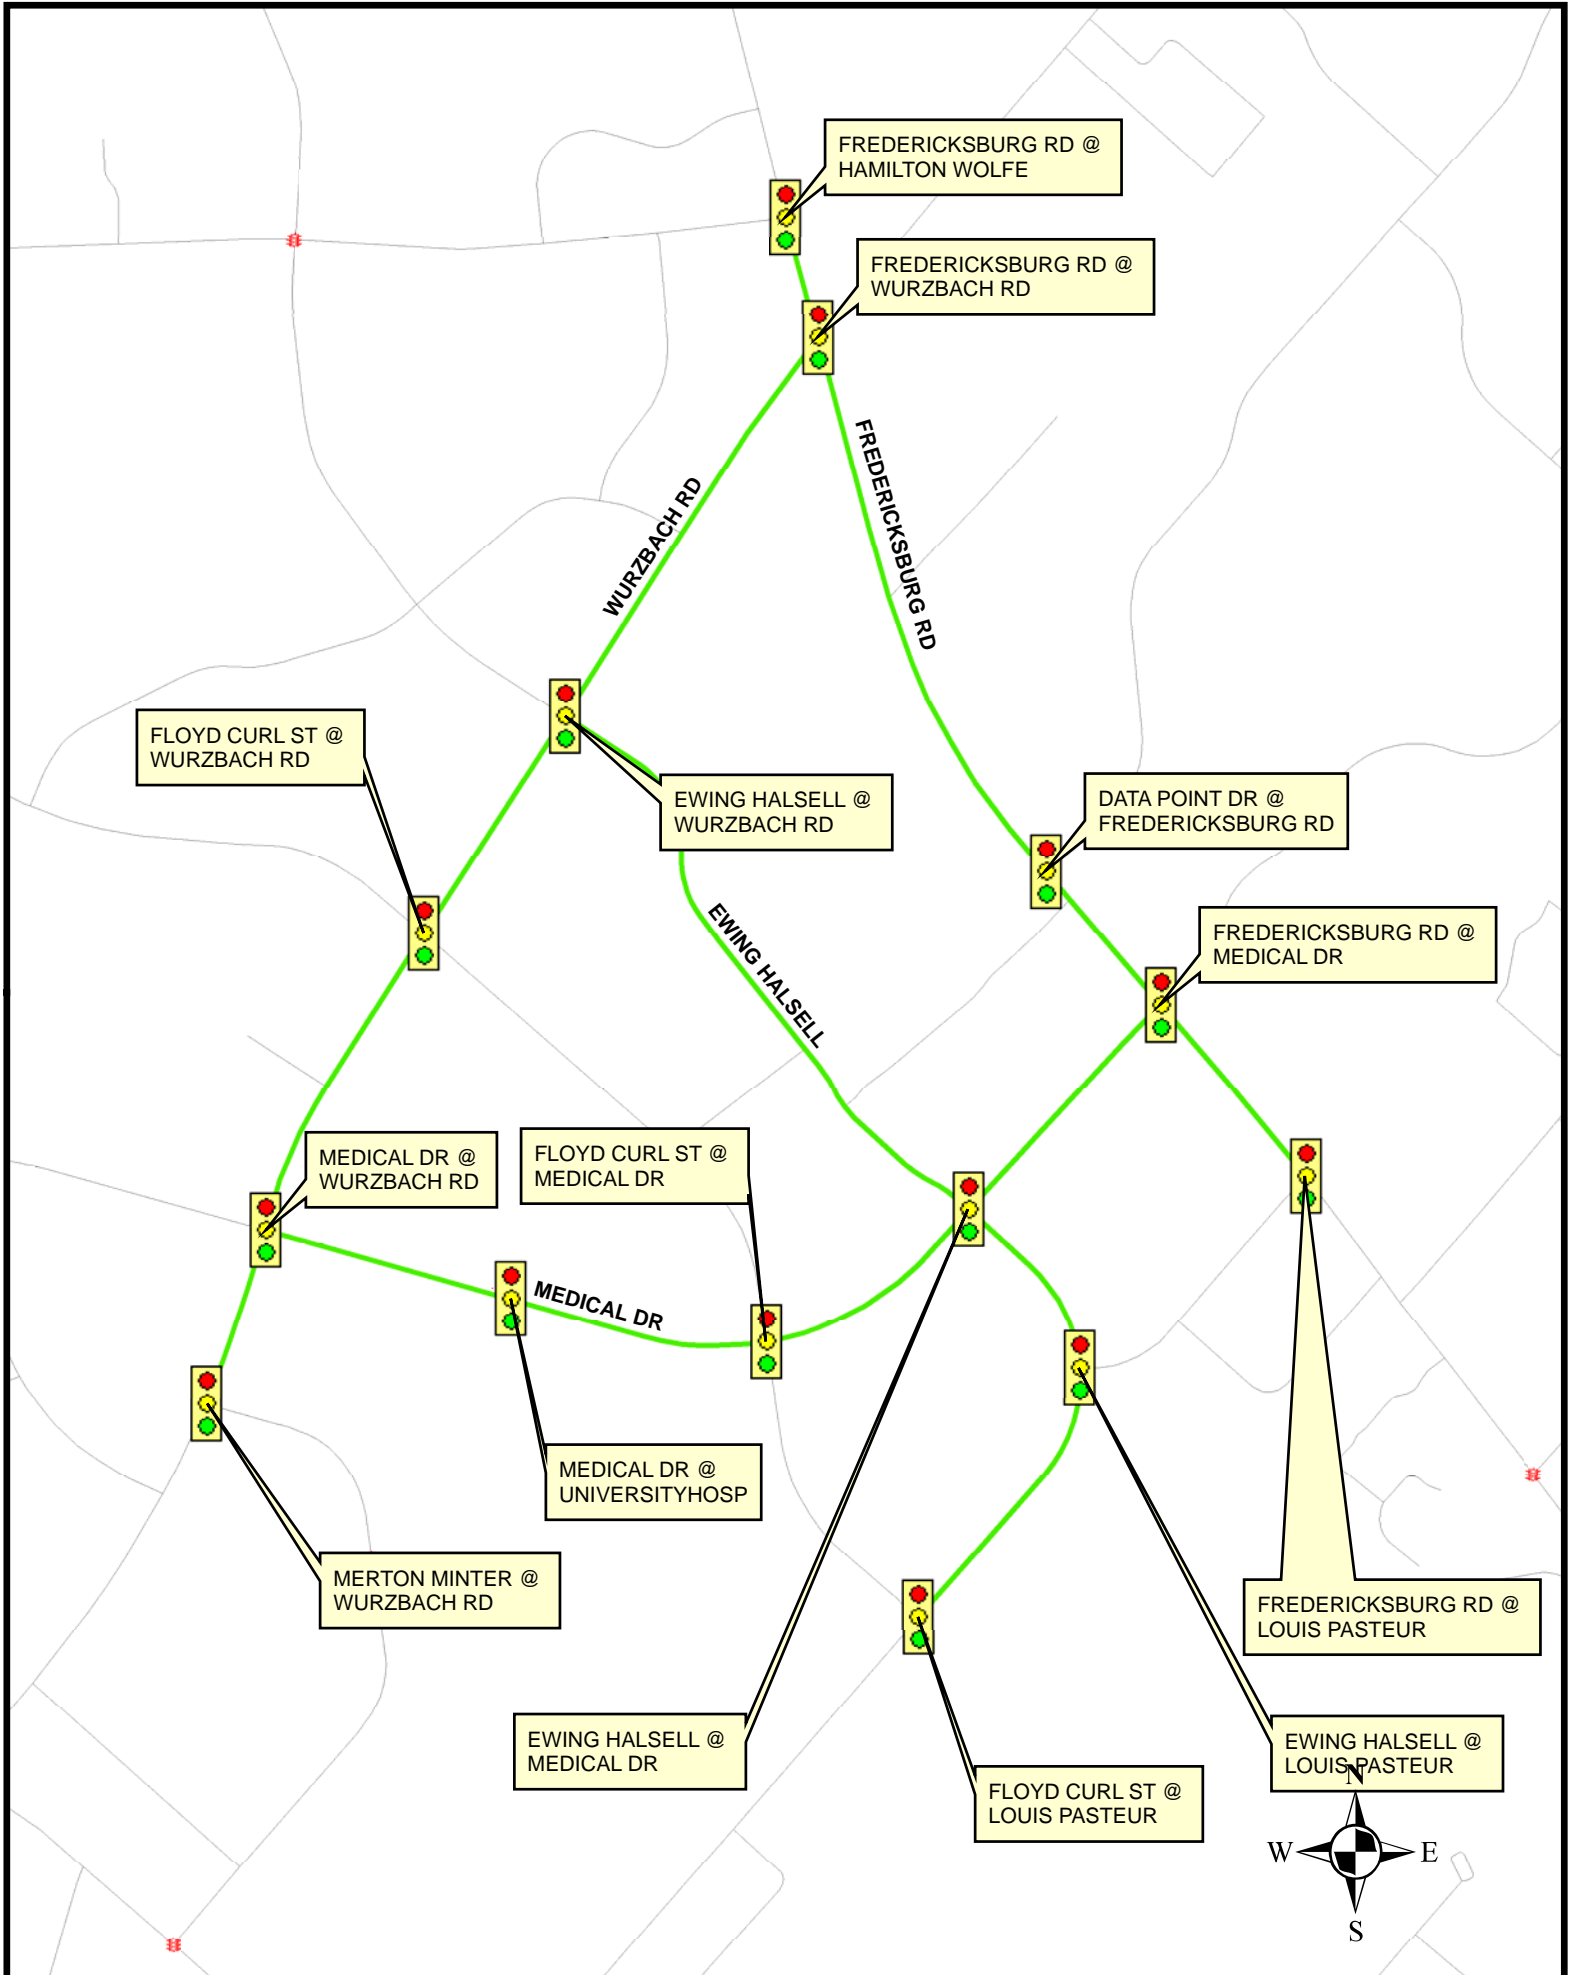 FREDERICKSBURG RD @
HAMILTON WOLFE
FREDERICKSBURG RD @
WURZBACH RD
FREDERICKSBURG RD
WURZBACH RD
FLOYD CURL ST @
WURZBACH RD
EWING HALSELL @
WURZBACH RD
DATA POINT DR @
FREDERICKSBURG RD
FREDERICKSBURG RD @
MEDICAL DR
EWING HALSELL
MEDICAL DR @
WURZBACH RD
FLOYD CURL ST @
MEDICAL DR
MEDICAL DR
MEDICAL DR @
UNIVERSITYHOSP
MERTON MINTER @
WURZBACH RD
FREDERICKSBURG RD @
LOUIS PASTEUR
EWING HALSELL @
MEDICAL DR
EWING HALSELL @
LOUIS PASTEUR
FLOYD CURL ST @
LOUIS PASTEUR
N
W E
S